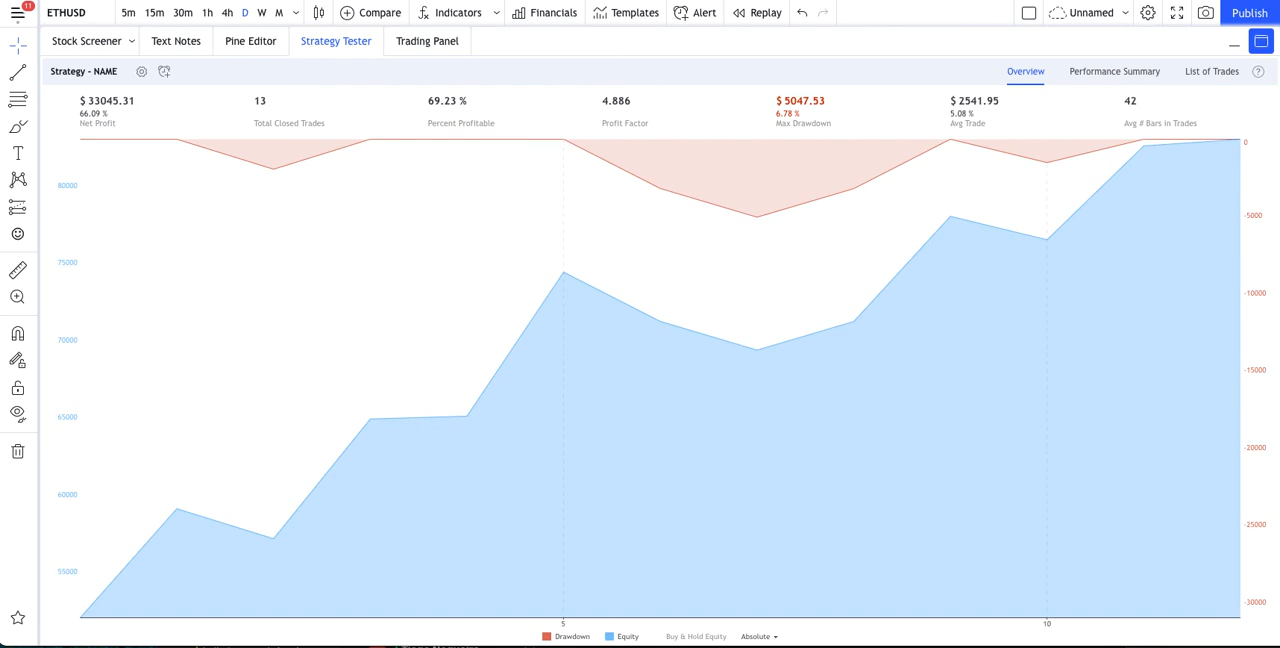 11
ETHUSD 5m 15m 30m 1h 4h D W M Compare Indicators Financials Templates Alert Replay Unnamed Publish
Stock Screener Text Notes Pine Editor Strategy Tester Trading Panel
Strategy - NAME Overview Performance Summary List of Trades ?
$ 33045.31 13 69.23 % 4.886 $ 5047.53 $ 2541.95 42
66.09 % 6.78 % 5.08 %
Net Profit Total Closed Trades Percent Profitable Profit Factor Max Drawdown Avg Trade Avg # Bars in Trades
0
80000
-5000
75000
-10000
70000
-15000
65000
-20000
60000
-25000
55000
-30000
5 10
Drawdown Equity Buy & Hold Equity Absolute